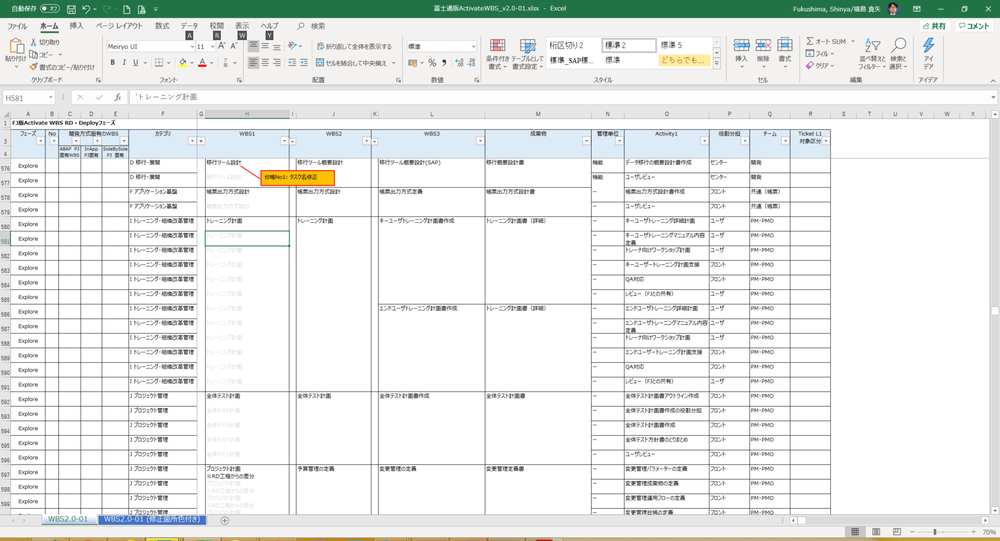 自動保存 オフ
富士通版ActivateWBS_v2.0-01.xlsx - Excel
Fukushima, Shinya/福島 真矢
ファイル ホーム 挿入 ページ レイアウト 数式 データ 校閲 表示 ヘルプ 検索 共有 コメント
A R W Y
貼り付け 切り取り コピー 書式のコピー/貼り付け クリップボード
Meiryo UI 11 B I U フォント
折り返して全体を表示する セルを結合して中央揃え 配置
標準 % 数値
条件付き書式 テーブルとして書式設定
桁区切り 2 標準 2 標準 5
標準_SAP標... 標準 どちらでも...
スタイル
挿入 削除 書式 セル
オート SUM フィル クリア 並べ替えとフィルター 検索と選択 編集
アイデア アイデア
H581 fx 'トレーニング計画
A B C D E F G H I J K L M N O P Q R S T U V W X
1 FJ版Activate WBS RD - Deployフェーズ
3 フェーズ No 開発方式固有のWBS カテゴリ WBS1 WBS2 WBS3 成果物 管理単位 Activity1 役割分担 チーム Ticket L1 対象区分
4 ABAP PJ固有WBS InApp PJ固有 SideBySide PJ 固有
576 Explore D 移行・展開 移行ツール設計 移行ツール概要設計 移行ツール概要設計(SAP) 移行概要設計書 機能 データ移行の概要設計書作成 センター 開発
台帳No1: タスク名修正
577 Explore D 移行・展開 移行ツール設計 機能 ユーザレビュー センター 開発
578 Explore F アプリケーション基盤 帳票出力方式設計 帳票出力方式設計 帳票出力方式定義 帳票出力方式設計書 － 帳票出力方式設計書作成 フロント 共通（帳票）
579 Explore F アプリケーション基盤 帳票出力方式設計 － ユーザレビュー フロント 共通（帳票）
580 Explore I トレーニング・組織改革管理 トレーニング計画 トレーニング計画 キーユーザトレーニング計画書作成 トレーニング計画書（詳細） － キーユーザトレーニング詳細計画 ユーザ PM・PMO
581 Explore I トレーニング・組織改革管理 トレーニング計画 － キーユーザトレーニングマニュアル内容定義 ユーザ PM・PMO
582 Explore I トレーニング・組織改革管理 トレーニング計画 － トレーナ向けワークショップ計画 ユーザ PM・PMO
583 Explore I トレーニング・組織改革管理 トレーニング計画 － キーユーザートレーニング計画支援 フロント PM・PMO
584 Explore I トレーニング・組織改革管理 トレーニング計画 － QA対応 フロント PM・PMO
585 Explore I トレーニング・組織改革管理 トレーニング計画 － レビュー（FJとの共有） ユーザ PM・PMO
586 Explore I トレーニング・組織改革管理 トレーニング計画 エンドユーザトレーニング計画書作成 トレーニング計画書（詳細） － エンドユーザトレーニング詳細計画 ユーザ PM・PMO
587 Explore I トレーニング・組織改革管理 トレーニング計画 － エンドユーザトレーニングマニュアル内容定義 ユーザ PM・PMO
588 Explore I トレーニング・組織改革管理 トレーニング計画 － トレーナ向けワークショップ計画 ユーザ PM・PMO
589 Explore I トレーニング・組織改革管理 トレーニング計画 － エンドユーザートレーニング計画支援 フロント PM・PMO
590 Explore I トレーニング・組織改革管理 トレーニング計画 － QA対応 フロント PM・PMO
591 Explore I トレーニング・組織改革管理 トレーニング計画 － レビュー（FJとの共有） ユーザ PM・PMO
592 Explore J プロジェクト管理 全体テスト計画 全体テスト計画 全体テスト計画書作成 全体テスト計画書 － 全体テスト計画書アウトライン作成 フロント PM・PMO
593 Explore J プロジェクト管理 全体テスト計画 － 全体テスト計画書作成の役割分担 フロント PM・PMO
594 Explore J プロジェクト管理 全体テスト計画 － 全体テスト計画書作成 フロント PM・PMO
595 Explore J プロジェクト管理 全体テスト計画 － 全体テスト方針書のとりまとめ フロント PM・PMO
596 Explore J プロジェクト管理 全体テスト計画 － ユーザレビュー フロント PM・PMO
597 Explore J プロジェクト管理 プロジェクト計画 ※RD工程からの差分 予算管理の定義 変更管理の定義 変更管理定義書 － 変更管理パラメーターの定義 フロント PM・PMO
598 Explore J プロジェクト管理 プロジェクト計画 ※RD工程からの差分 － 変更管理成果物の定義 フロント PM・PMO
599 Explore J プロジェクト管理 プロジェクト計画 ※RD工程からの差分 － 変更管理運用フローの定義 フロント PM・PMO
J プロジェクト管理 プロジェクト計画 － 変更管理台帳の定義 フロント PM・PMO
WBS2.0-01 WBS2.0-01 (修正箇所色付き)
70%